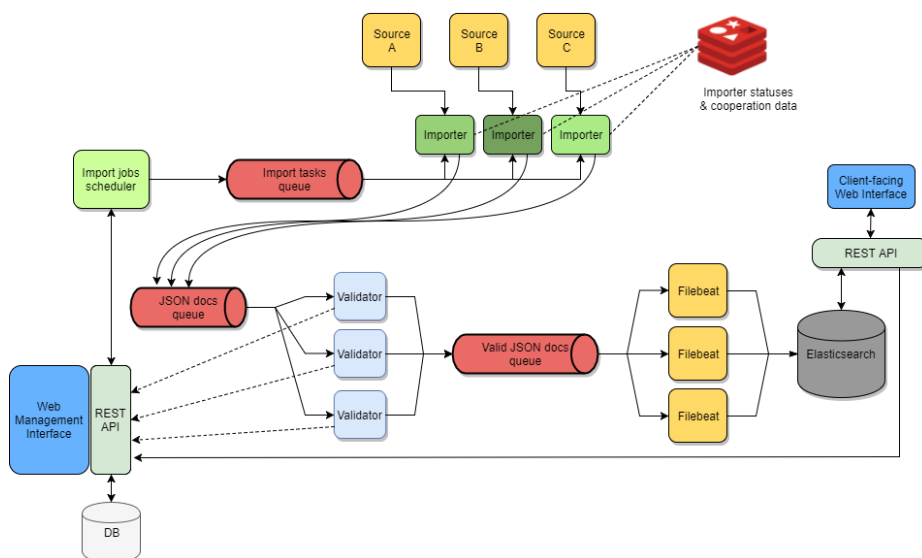 Source
A
Source
B
Source
C
Importer statuses
& cooperation data
Importer
Importer
Importer
Import jobs
scheduler
Import tasks
queue
Client-facing
Web Interface
REST API
JSON docs
queue
Validator
Filebeat
Validator
Valid JSON docs
queue
Filebeat
Elasticsearch
Validator
Filebeat
Web
Management
Interface
REST
API
DB